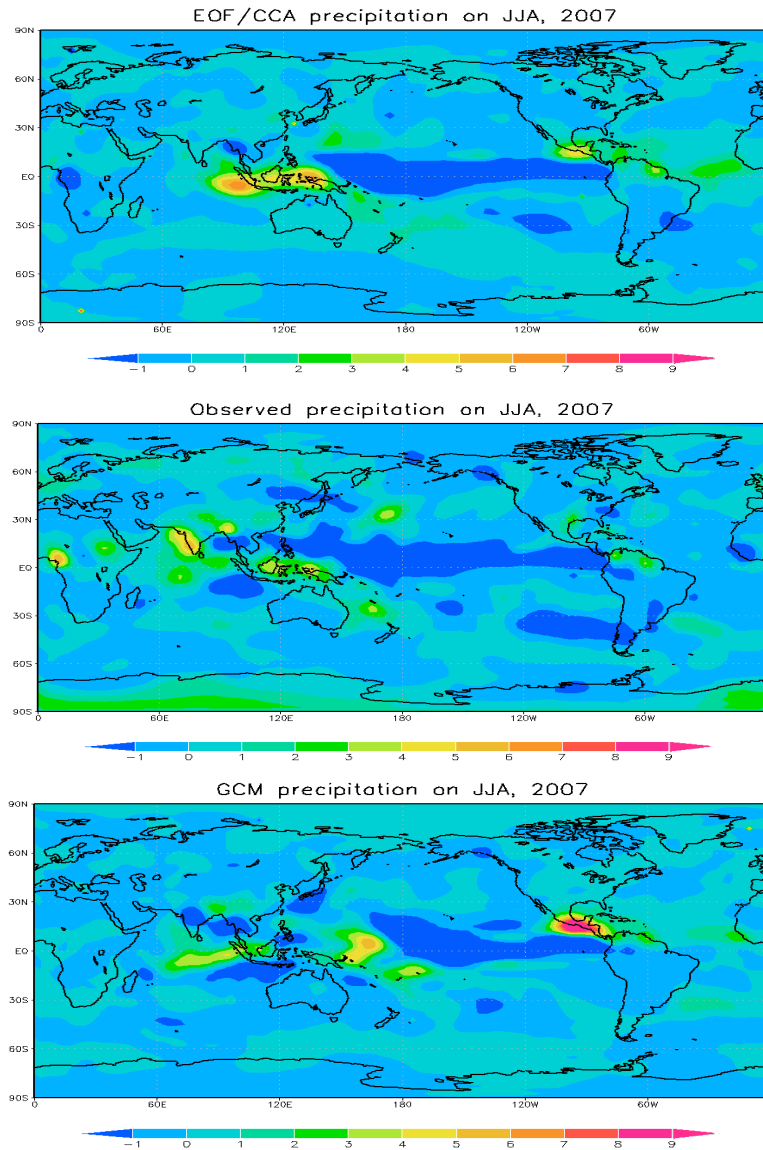 EOF/CCA precipitation on JJA, 2007
90N
60N
30N
EQ
30S
60S
90S
0 60E 120E 180 120W 60W
-1 0 1 2 3 4 5 6 7 8 9
Observed precipitation on JJA, 2007
90N
60N
30N
EQ
30S
60S
90S
0 60E 120E 180 120W 60W
-1 0 1 2 3 4 5 6 7 8 9
GCM precipitation on JJA, 2007
90N
60N
30N
EQ
30S
60S
90S
0 60E 120E 180 120W 60W
-1 0 1 2 3 4 5 6 7 8 9